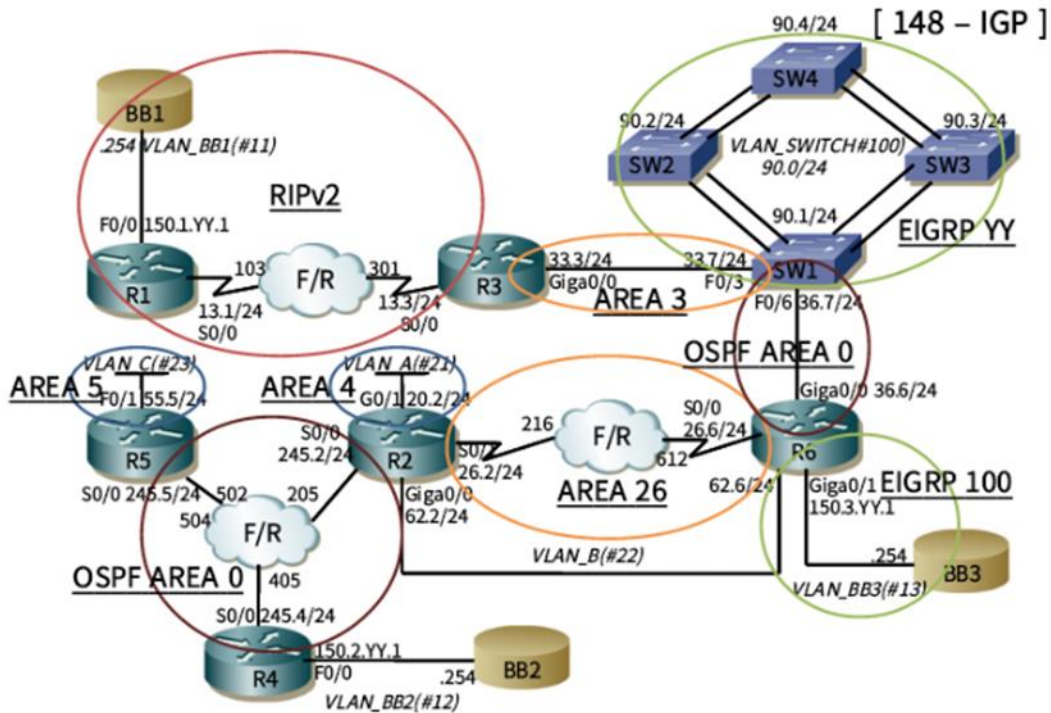 [ 148 – IGP ]
90.4/24
SW4
BB1
.254 VLAN_BB1(#11)
90.2/24
90.3/24
VLAN_SWITCH#100)
90.0/24
SW2
SW3
RIPv2
90.1/24
EIGRP YY
F0/0 150.1.YY.1
SW1
103
F/R
301
R1
R3
33.3/24
Giga0/0
33.7/24
F0/3
13.1/24
S0/0
13.3/24
S0/0
AREA 3
F0/6 36.7/24
VLAN_C(#23)
VLAN_A(#21)
OSPF AREA 0
AREA 5
F0/1 55.5/24
AREA 4
G0/1 20.2/24
Giga0/0 36.6/24
S0/0
245.2/24
216
F/R
S0/0
26.6/24
612
R5
R2
26.2/24
R6
S0/0 245.5/24
502
205
504
Giga0/0
62.2/24
AREA 26
62.6/24
Giga0/1
150.3.YY.1
EIGRP 100
F/R
VLAN_B(#22)
.254
BB3
OSPF AREA 0
405
VLAN_BB3(#13)
S0/0 245.4/24
R4
150.2.YY.1
F0/0
.254
BB2
VLAN_BB2(#12)